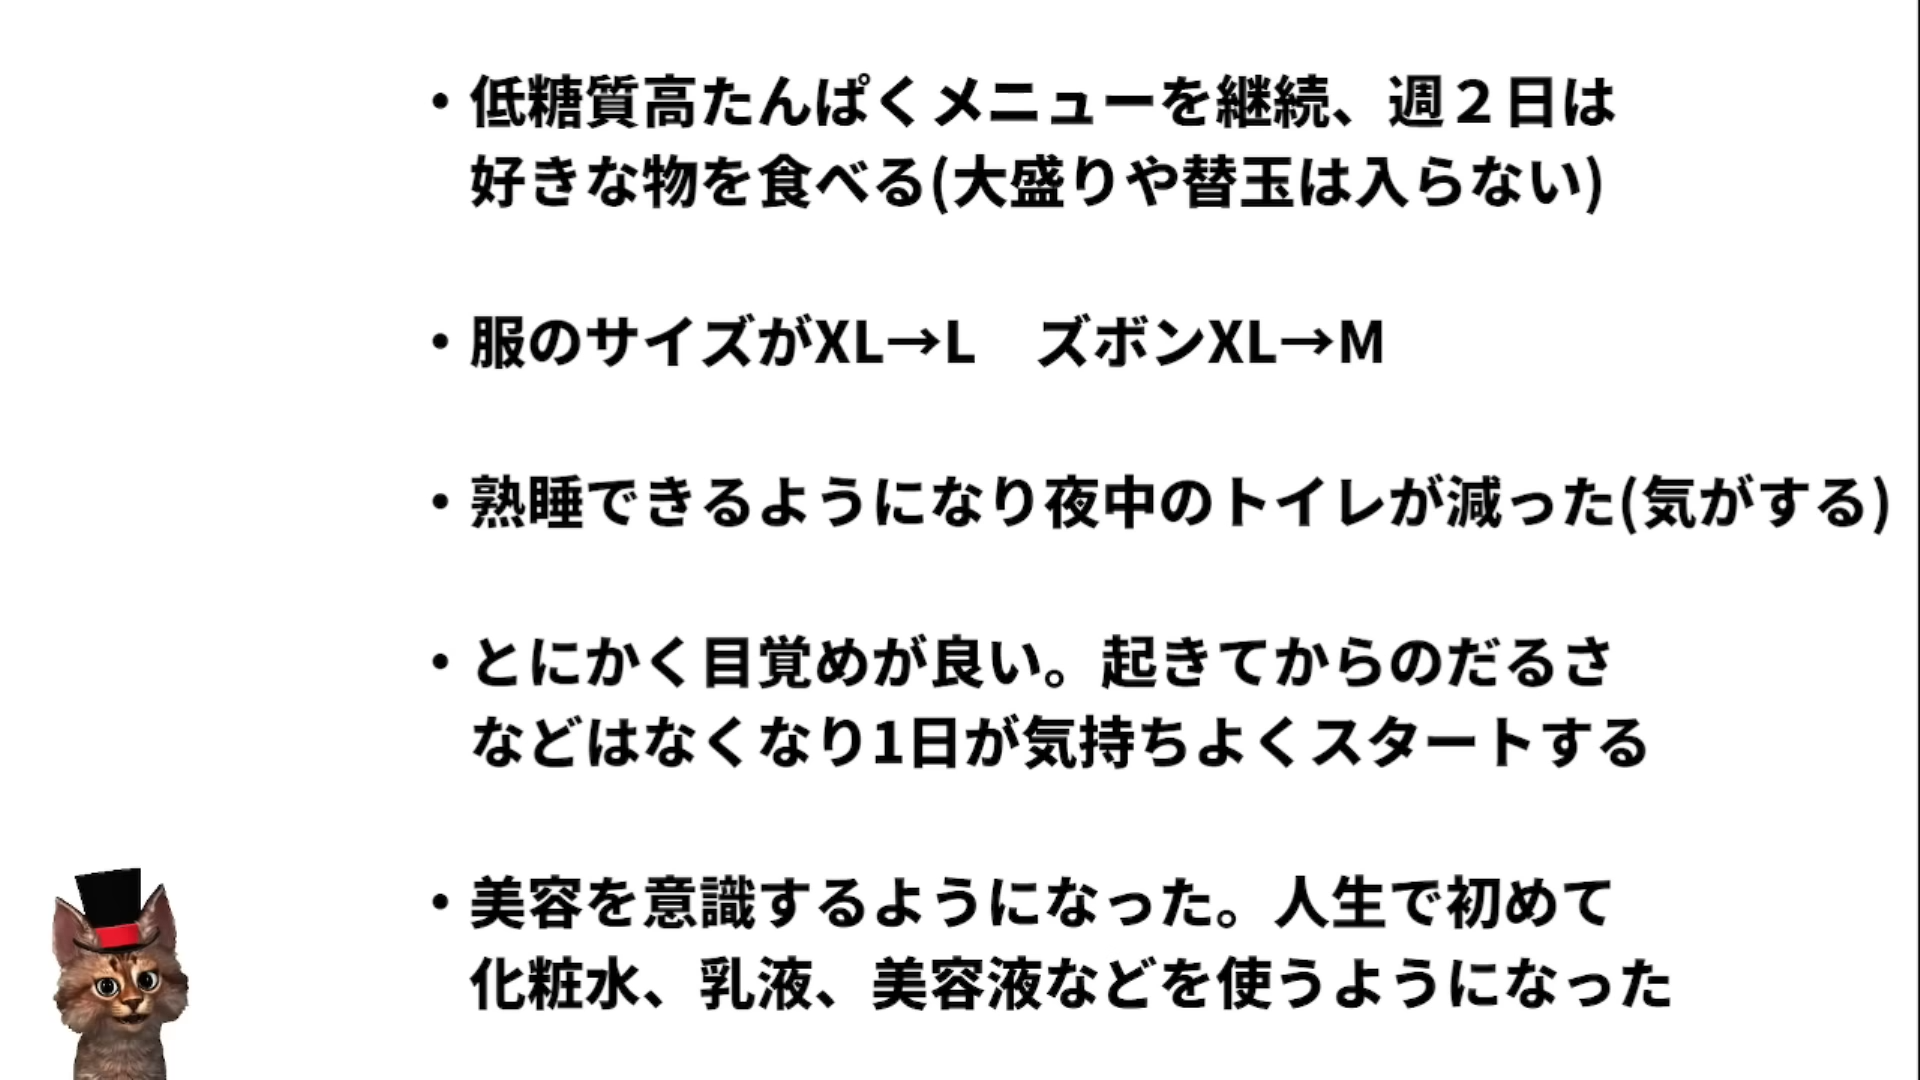 ・低糖質高たんぱくメニューを継続、週２日は
好きな物を食べる(大盛りや替玉は入らない)
・服のサイズがXL→L　ズボンXL→M
・熟睡できるようになり夜中のトイレが減った(気がする)
・とにかく目覚めが良い。起きてからのだるさ
などはなくなり1日が気持ちよくスタートする
・美容を意識するようになった。人生で初めて
化粧水、乳液、美容液などを使うようになった